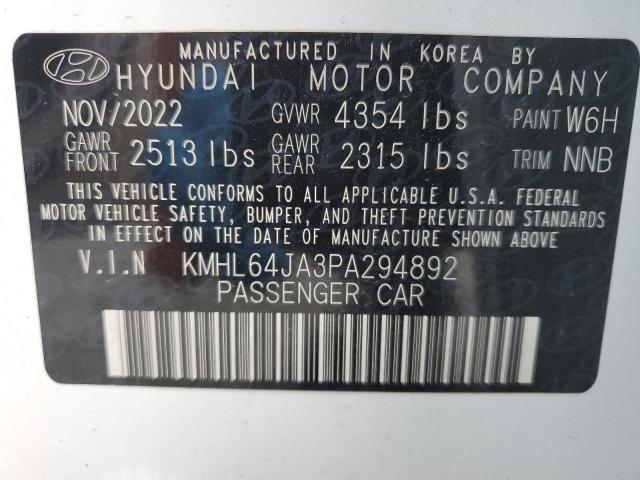 MANUFACTURED IN KOREA BY
HYUNDAI MOTOR COMPANY
NOV/2022 GVWR 4354 lbs PAINT W6H
GAWR FRONT 2513 lbs GAWR REAR 2315 lbs TRIM NNB
THIS VEHICLE CONFORMS TO ALL APPLICABLE U.S.A. FEDERAL
MOTOR VEHICLE SAFETY, BUMPER, AND THEFT PREVENTION STANDARDS
IN EFFECT ON THE DATE OF MANUFACTURE SHOWN ABOVE.
V.I.N KMHL64JA3PA294892
PASSENGER CAR